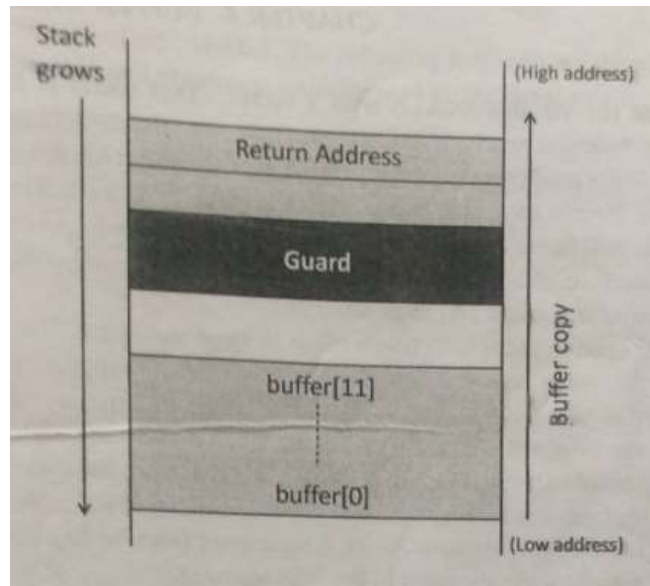 Stack
grows
(High address)
Return Address
Guard
buffer[11]
buffer[0]
Buffer copy
(Low address)